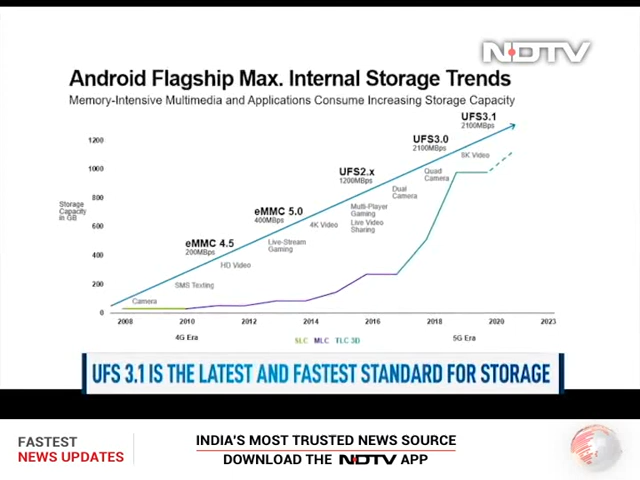 NDTV
Android Flagship Max. Internal Storage Trends
Memory-Intensive Multimedia and Applications Consume Increasing Storage Capacity
UFS3.1
2100MBps
UFS3.0
2100MBps
8K Video
UFS2.x
1200MBps
Quad
Camera
Dual
Camera
eMMC 5.0
400MBps
Multi-Player
Gaming
4K Video
Live Video
Sharing
eMMC 4.5
200MBps
Live-Stream
Gaming
HD Video
SMS Texting
Camera
Storage
Capacity
in GB
1200
1000
800
600
400
200
0
2008 2010 2012 2014 2016 2018 2020 2023
4G Era 5G Era
SLC MLC TLC 3D
UFS 3.1 IS THE LATEST AND FASTEST STANDARD FOR STORAGE
FASTEST
NEWS UPDATES
INDIA'S MOST TRUSTED NEWS SOURCE
DOWNLOAD THE NDTV APP